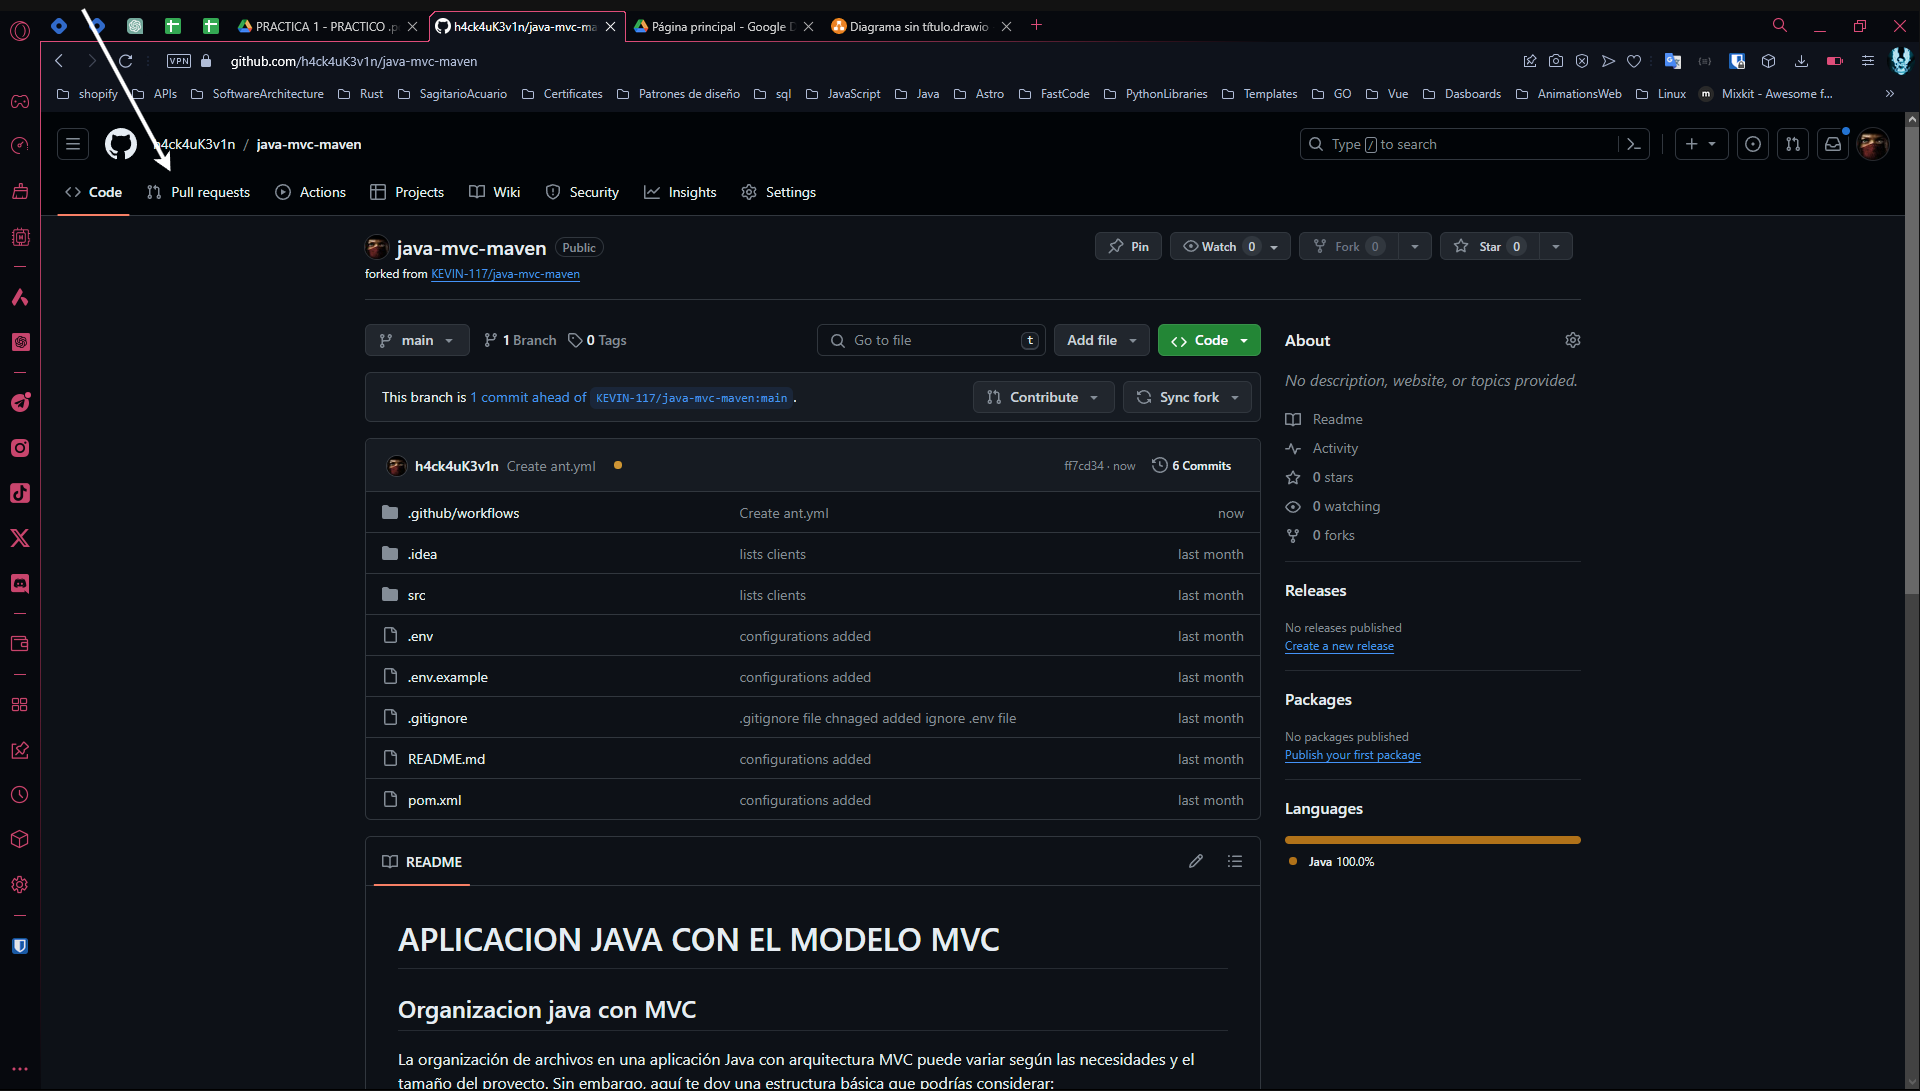 PRACTICA 1 - PRACTICO .p
h4ck4uK3v1n/java-mvc-ma
Página principal - Google D
Diagrama sin título.drawio
VPN
github.com/h4ck4uK3v1n/java-mvc-maven
shopify APIs SoftwareArchitecture Rust SagitarioAcuario Certificates Patrones de diseño sql JavaScript Java Astro FastCode PythonLibraries Templates GO Vue Dasboards AnimationsWeb Linux m Mixkit - Awesome f... »
h4ck4uK3v1n / java-mvc-maven
Type / to search
Code Pull requests Actions Projects Wiki Security Insights Settings
java-mvc-maven Public
Pin Watch 0 Fork 0 Star 0
forked from KEVIN-117/java-mvc-maven
main 1 Branch 0 Tags
Go to file t Add file Code
This branch is 1 commit ahead of KEVIN-117/java-mvc-maven:main .
Contribute Sync fork
h4ck4uK3v1n Create ant.yml ff7cd34 · now 6 Commits
.github/workflows Create ant.yml now
.idea lists clients last month
src lists clients last month
.env configurations added last month
.env.example configurations added last month
.gitignore .gitignore file chnaged added ignore .env file last month
README.md configurations added last month
pom.xml configurations added last month
README
APLICACION JAVA CON EL MODELO MVC
Organizacion java con MVC
La organización de archivos en una aplicación Java con arquitectura MVC puede variar según las necesidades y el
tamaño del proyecto. Sin embargo, aquí te doy una estructura básica que podrías considerar:
About
No description, website, or topics provided.
Readme
Activity
0 stars
0 watching
0 forks
Releases
No releases published
Create a new release
Packages
No packages published
Publish your first package
Languages
Java 100.0%